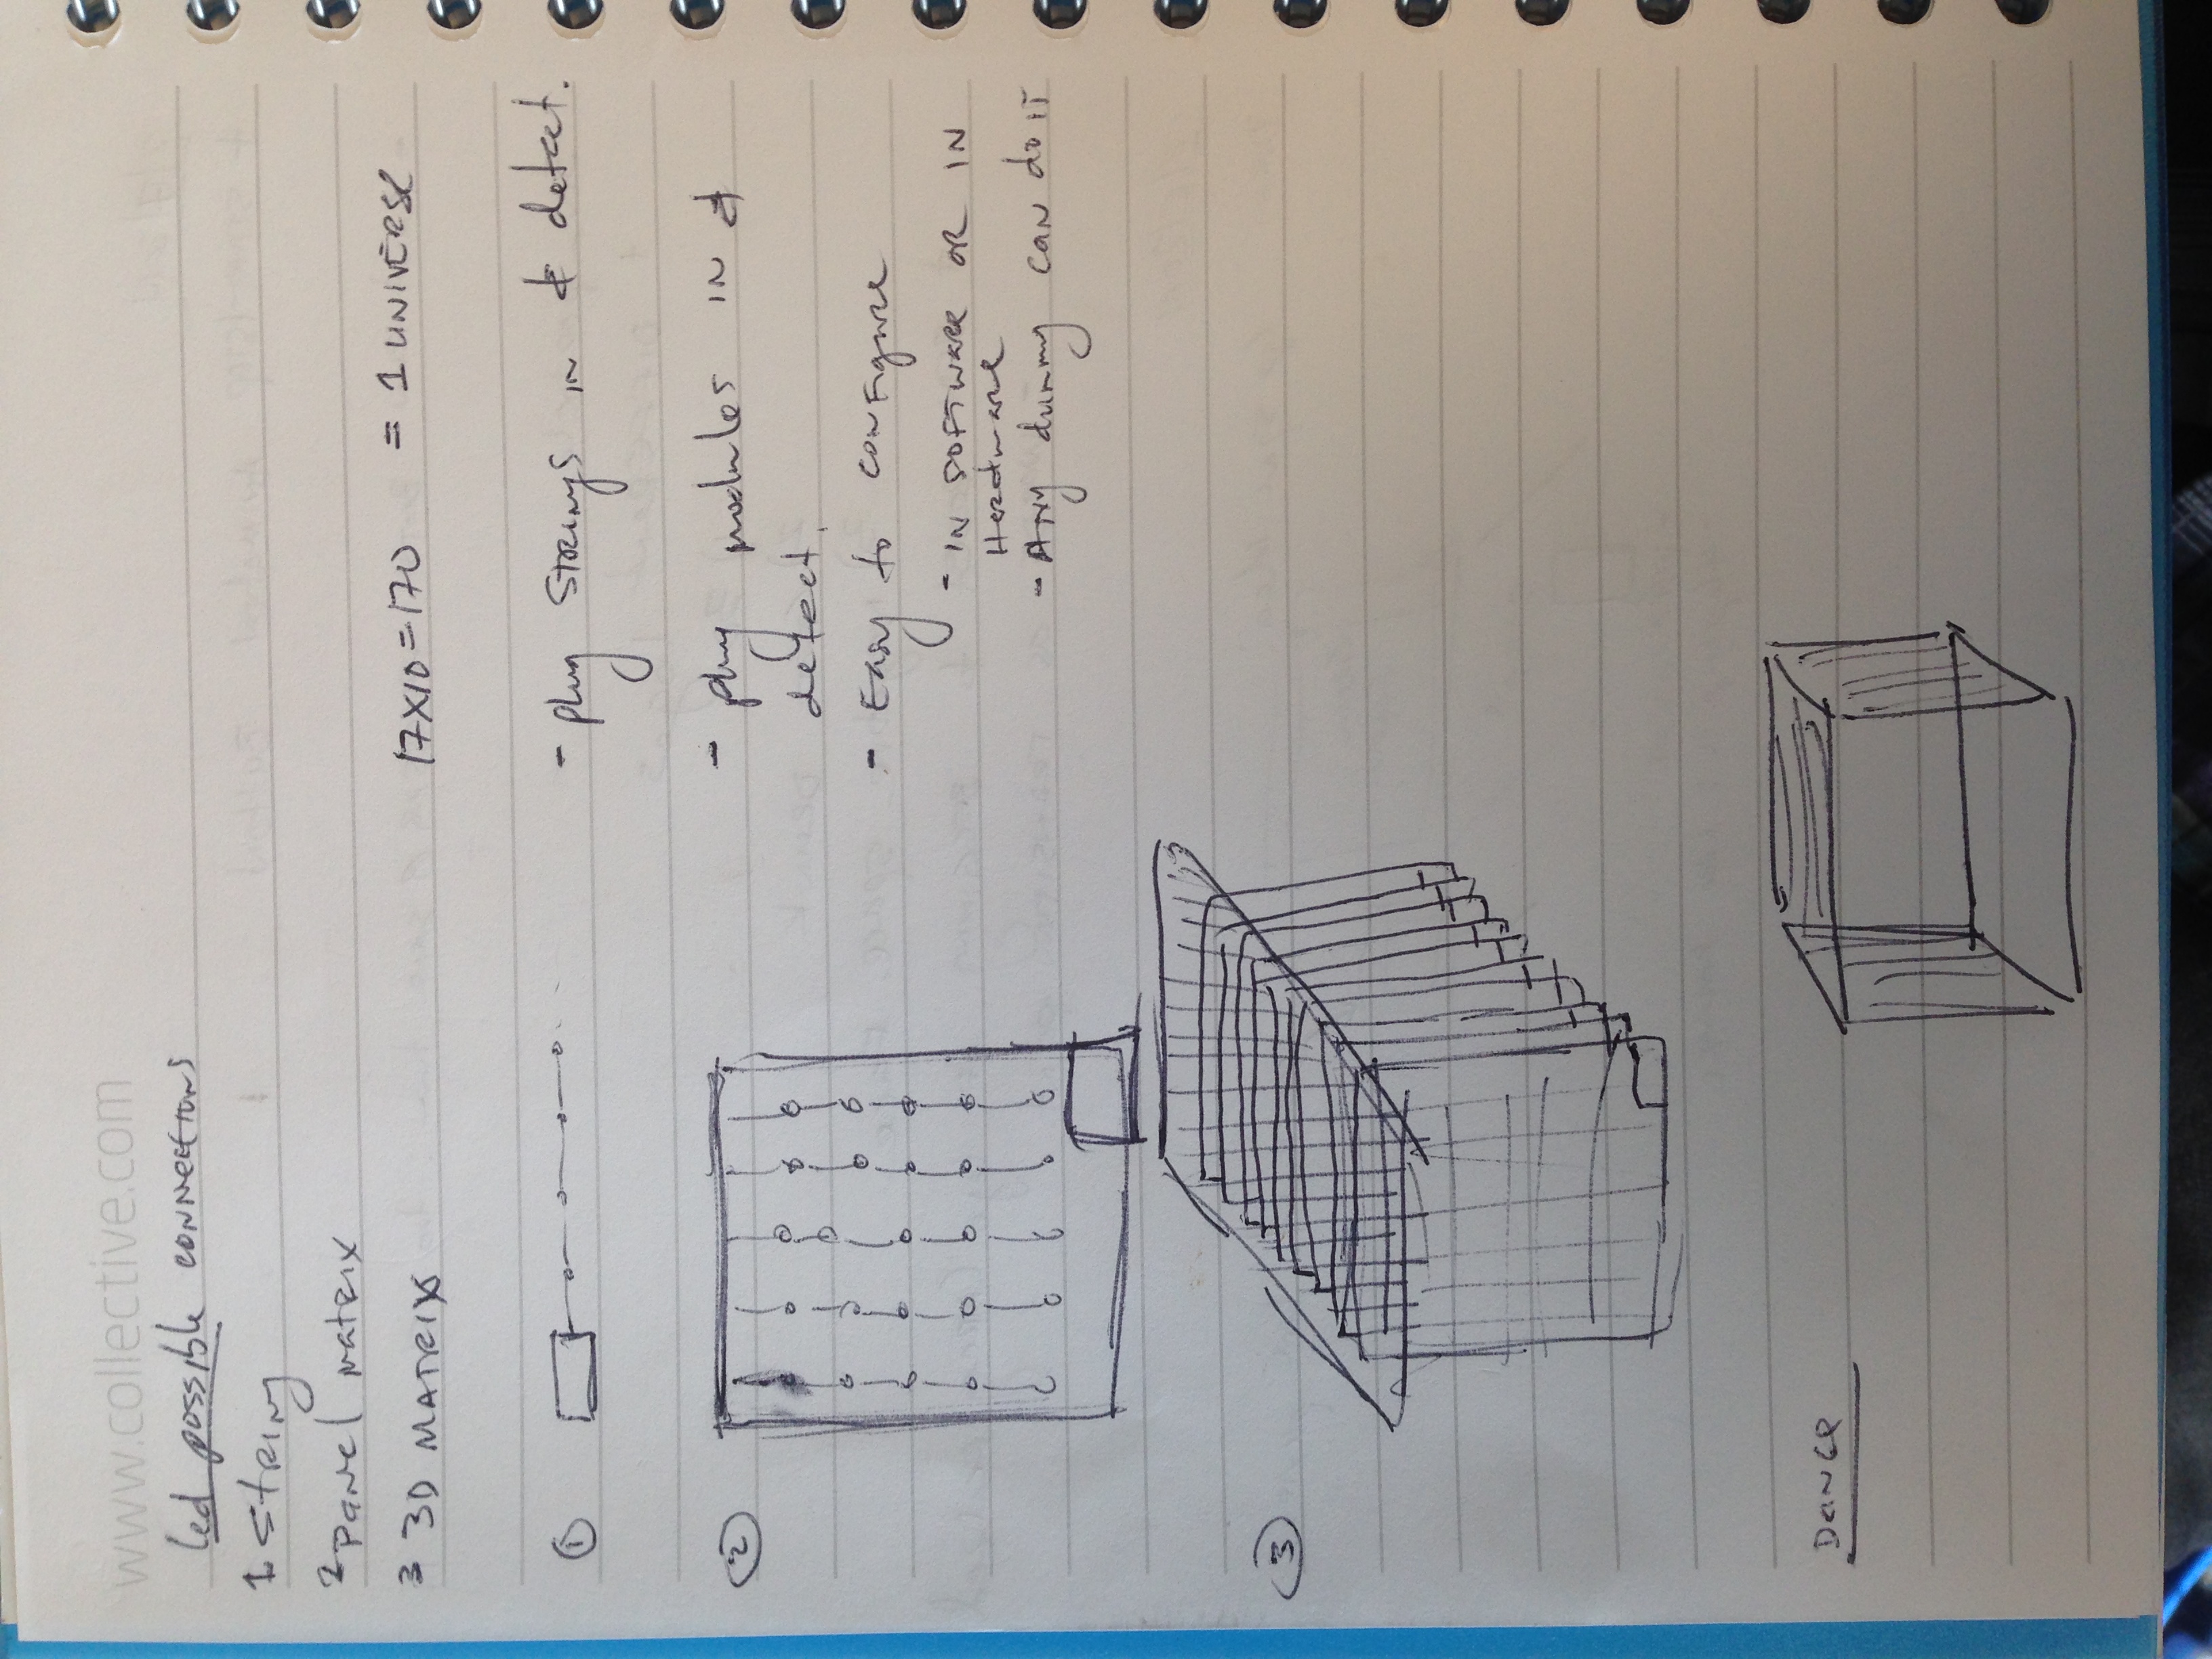 www.collective.com
led possible connections
1 String
2 Panel Matrix
3 3D MATRIX
17X10=170 = 1 UNIVERSE
① - plug Strings in & detect.
② - plug modules in &
detect.
- Easy to configure
- IN SOFTWARE OR IN
Hardware
- Any dummy can do it
③
DANCE